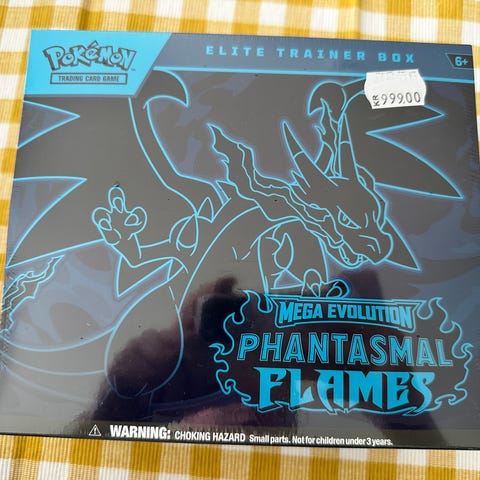 Pokémon
TRADING CARD GAME
ELITE TRAINER BOX
6+
KR 999.00
MEGA EVOLUTION
PHANTASMAL
FLAMES
⚠ WARNING: CHOKING HAZARD Small parts. Not for children under 3 years.